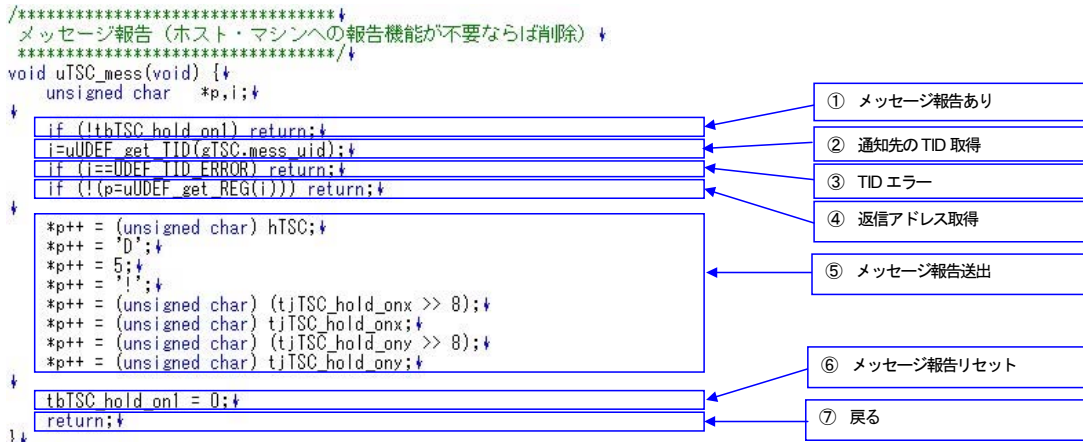 /*********************************↓
メッセージ報告（ホスト・マシンへの報告機能が不要ならば削除）↓
*********************************/↓
void uTSC_mess(void) {↓
unsigned char *p,i;↓
↓
if (!tbTSC_hold_on1) return;↓
i=uUDEF_get_TID(gTSC.mess_uid);↓
if (i==UDEF_TID_ERROR) return;↓
if (!(p=uUDEF_get_REG(i))) return;↓
↓
*p++ = (unsigned char) hTSC;↓
*p++ = 'D';↓
*p++ = 5;↓
*p++ = '!';↓
*p++ = (unsigned char) (tjTSC_hold_onx >> 8);↓
*p++ = (unsigned char) tjTSC_hold_onx;↓
*p++ = (unsigned char) (tjTSC_hold_ony >> 8);↓
*p++ = (unsigned char) tjTSC_hold_ony;↓
↓
tbTSC_hold_on1 = 0;↓
return;↓
}↓
① メッセージ報告あり
② 通知先の TID 取得
③ TID エラー
④ 返信アドレス取得
⑤ メッセージ報告送出
⑥ メッセージ報告リセット
⑦ 戻る